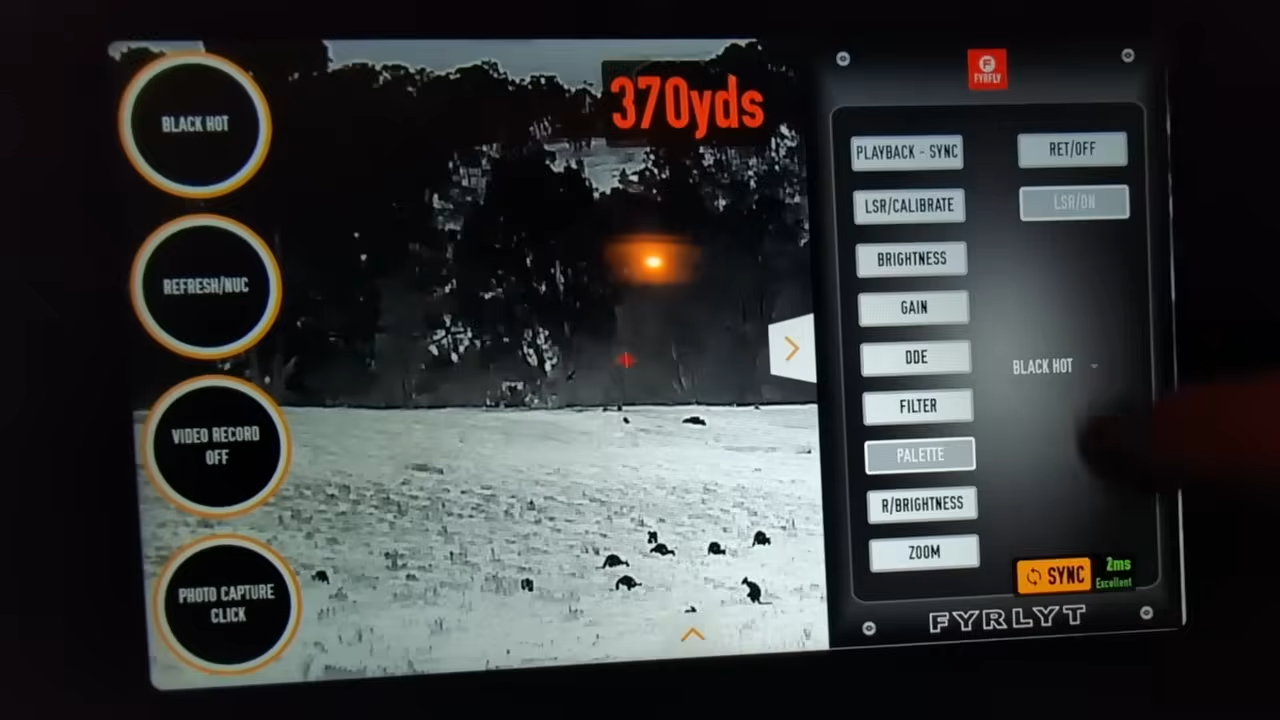 BLACK HOT
REFRESH/NUC
VIDEO RECORD
OFF
PHOTO CAPTURE
CLICK
370yds
F
FYRFLY
PLAYBACK - SYNC
LSR/CALIBRATE
BRIGHTNESS
GAIN
DDE
FILTER
PALETTE
R/BRIGHTNESS
ZOOM
RET/OFF
LSR/ON
BLACK HOT
SYNC
2ms
Excellent
FYRLYT